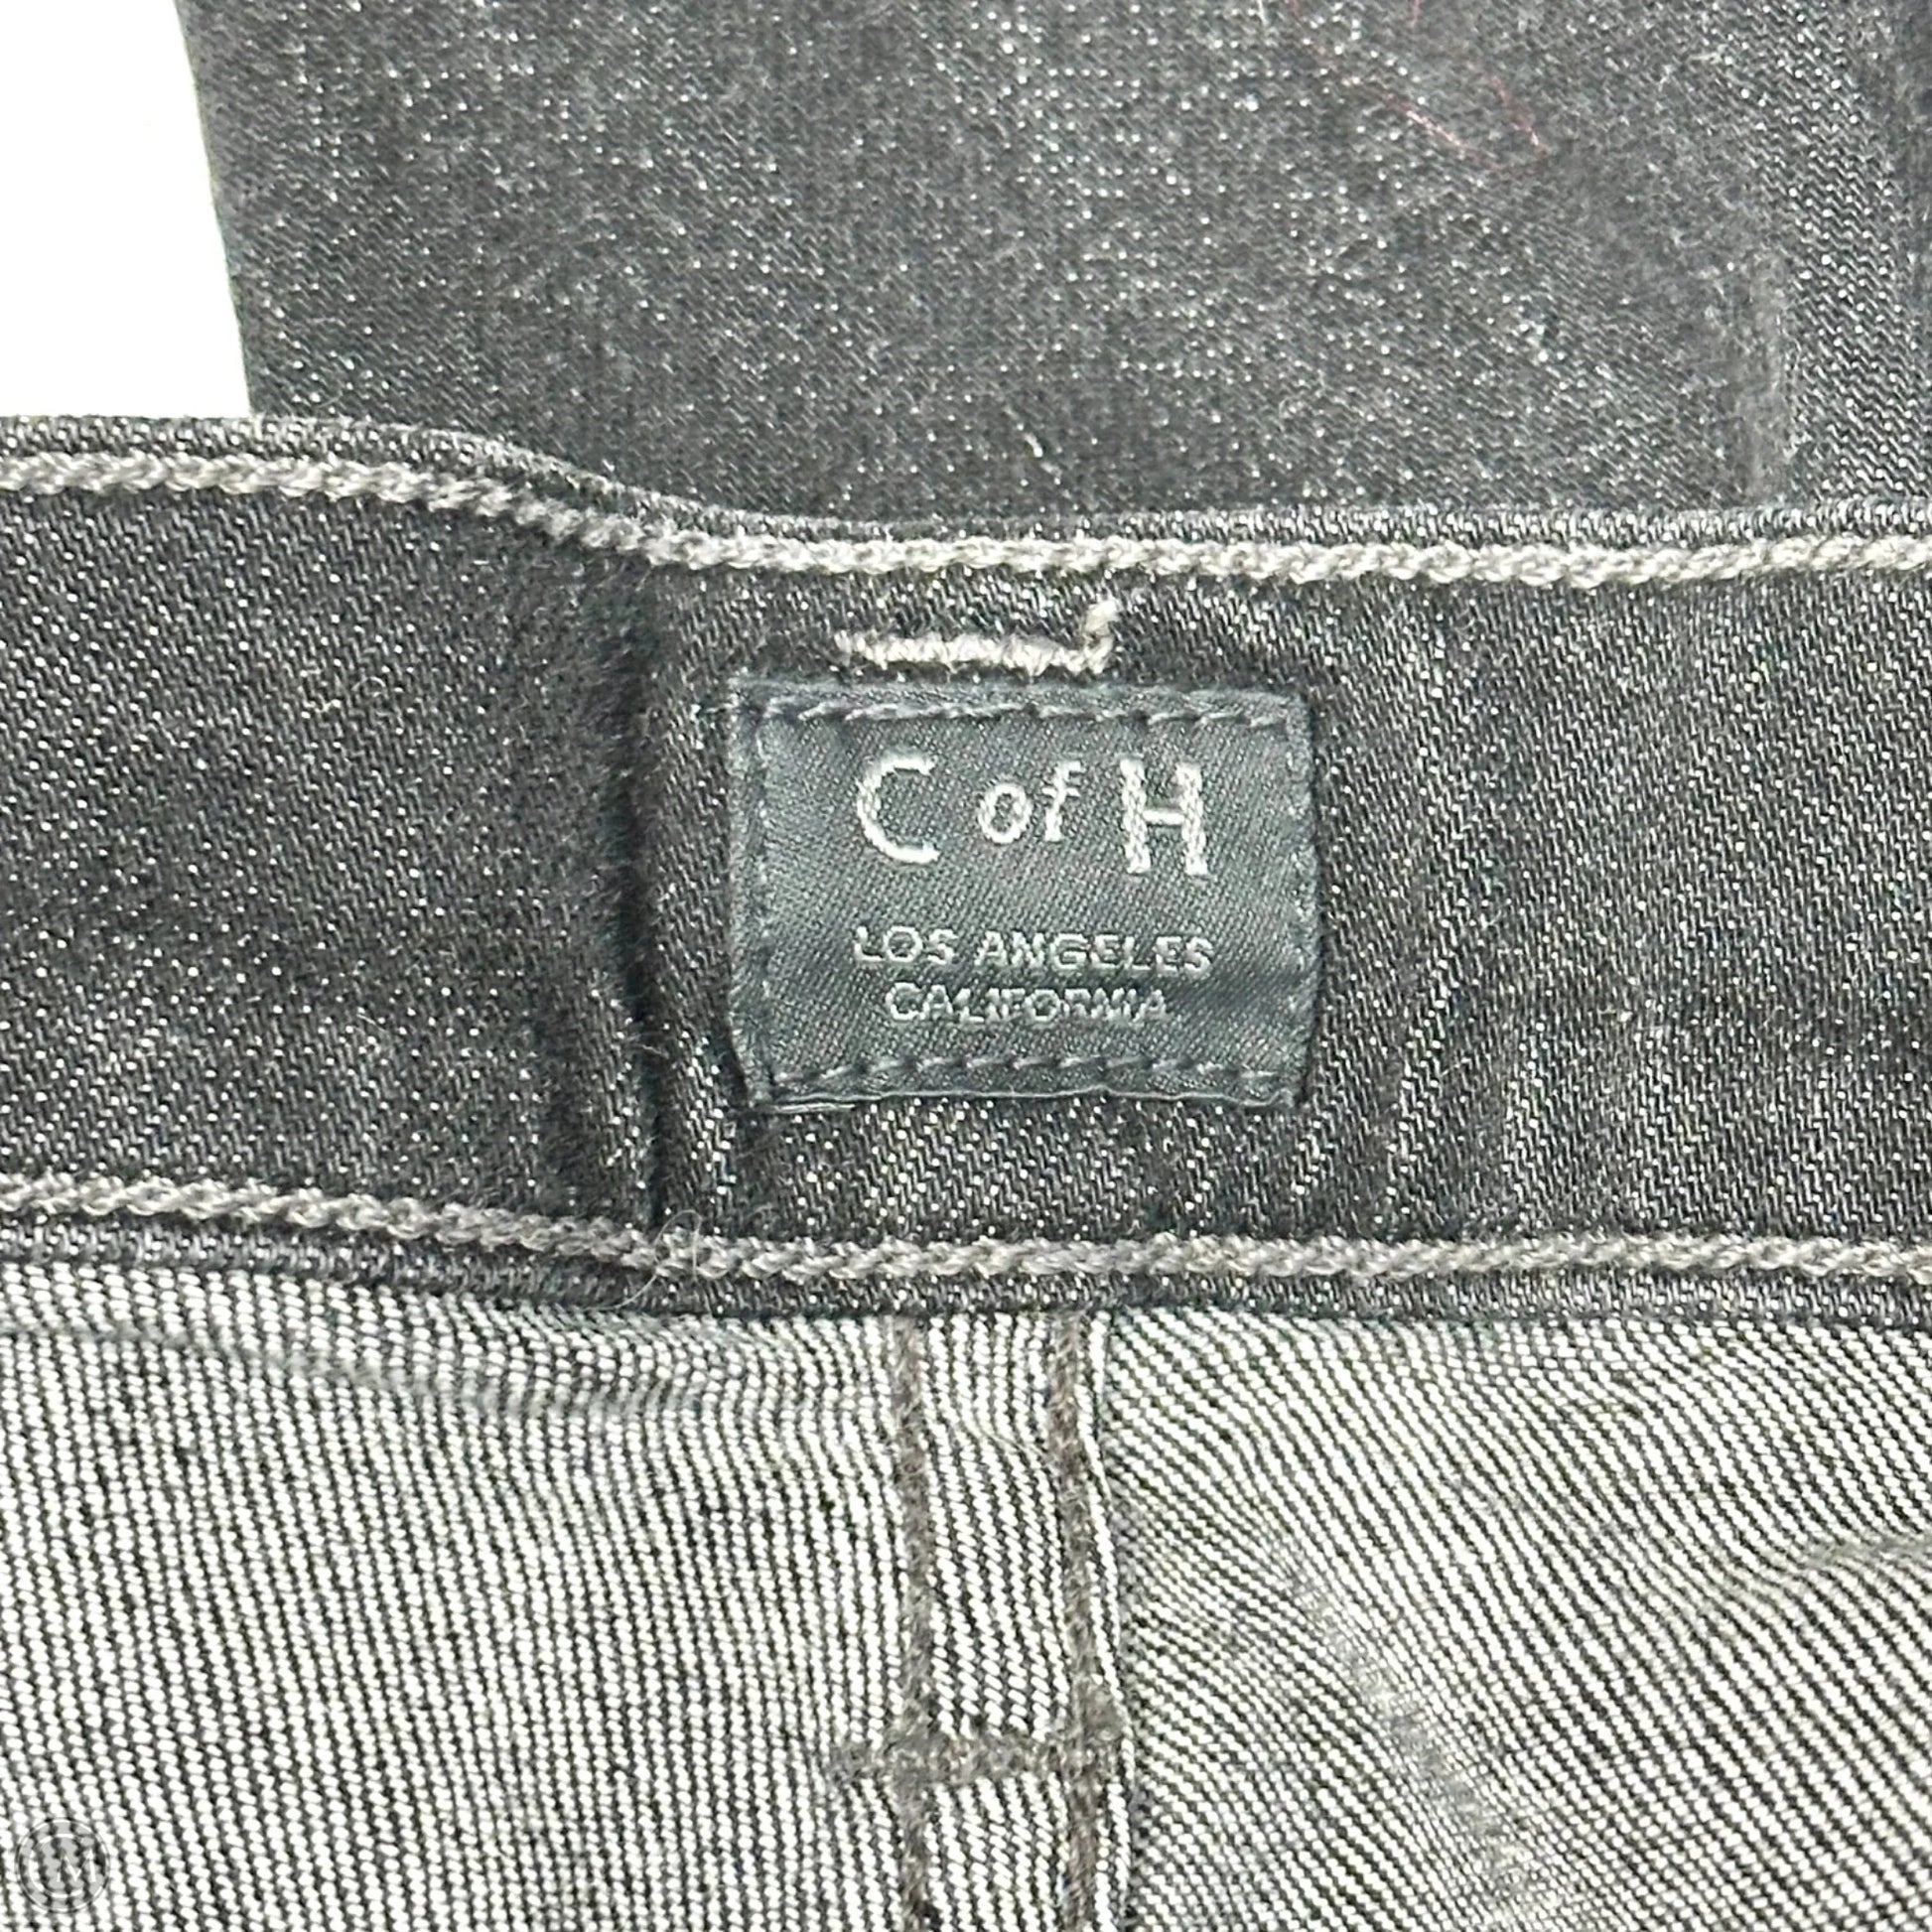 C of H
LOS ANGELES
CALIFORNIA